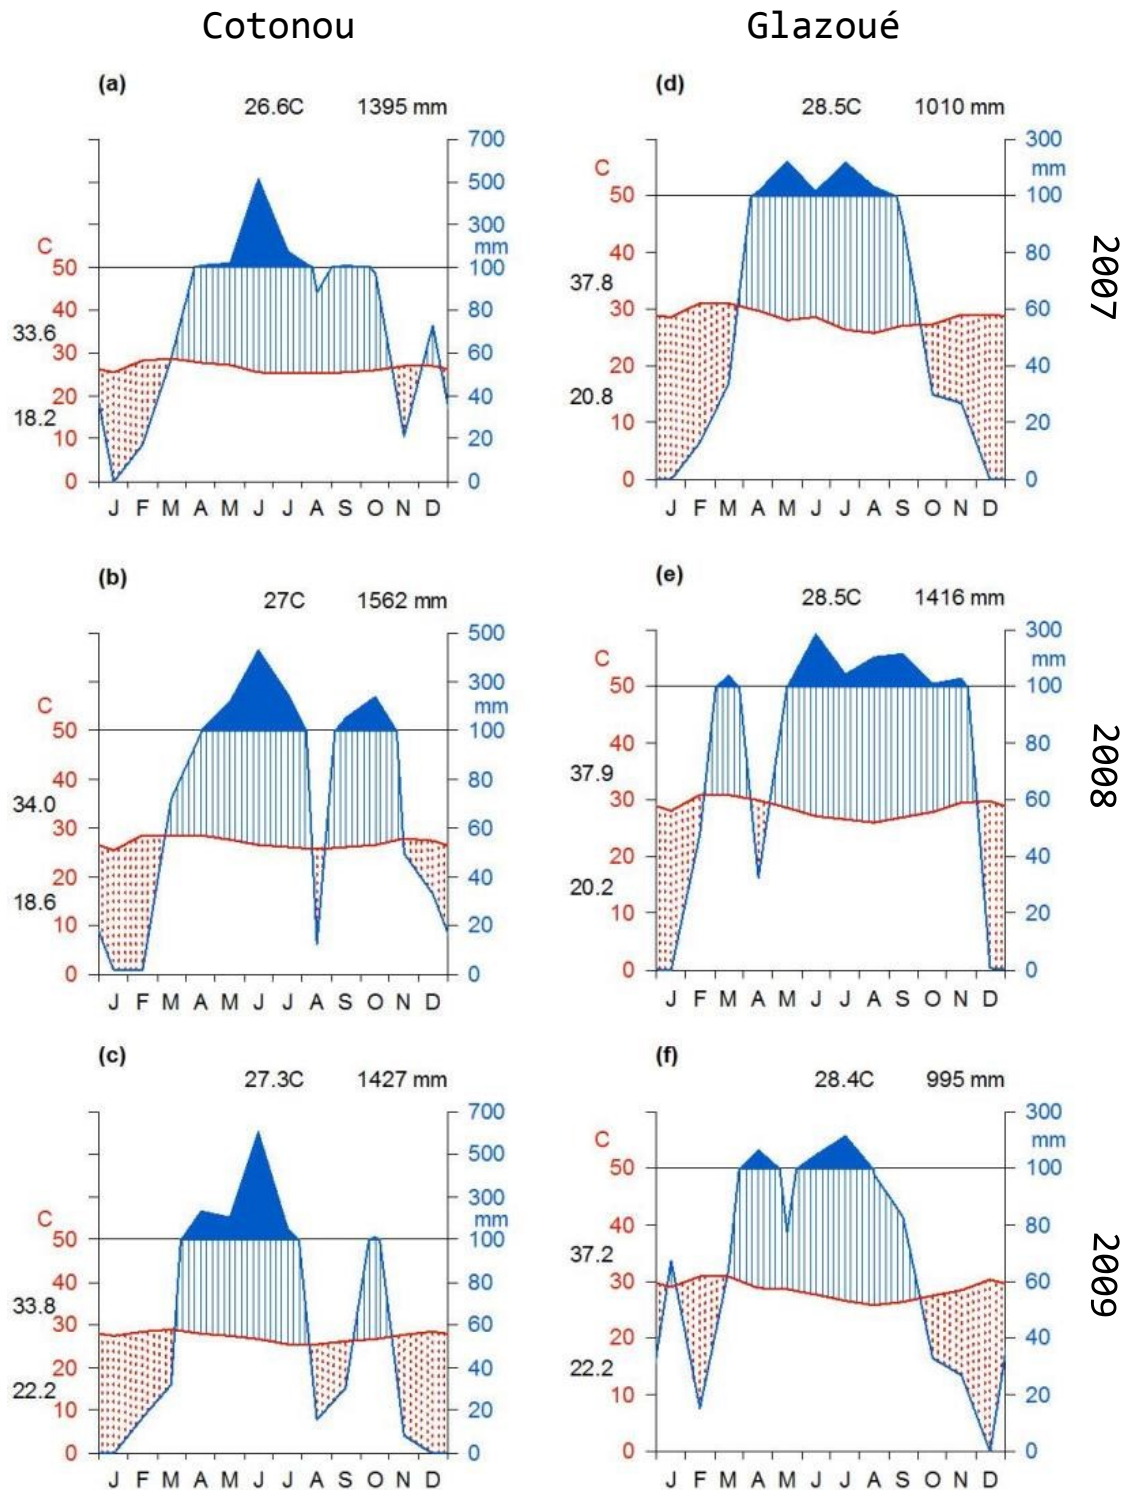 Cotonou Glazoué
(a)
26.6C 1395 mm
700
500
300
mm
C
50 100
40 80
33.6
30 60
20 40
18.2
10 20
0 0
J F M A M J J A S O N D
(d)
28.5C 1010 mm
300
C mm
50 100
40 80
37.8
30 60
20 40
20.8
10 20
0 0
J F M A M J J A S O N D
2007
(b)
27C 1562 mm
500
300
C mm
50 100
40 80
34.0
30 60
20 40
18.6
10 20
0 0
J F M A M J J A S O N D
(e)
28.5C 1416 mm
300
C mm
50 100
40 80
37.9
30 60
20 40
20.2
10 20
0 0
J F M A M J J A S O N D
2008
(c)
27.3C 1427 mm
700
500
300
C mm
50 100
40 80
33.8
30 60
20 40
22.2
10 20
0 0
J F M A M J J A S O N D
(f)
28.4C 995 mm
300
C mm
50 100
40 80
37.2
30 60
20 40
22.2
10 20
0 0
J F M A M J J A S O N D
2009